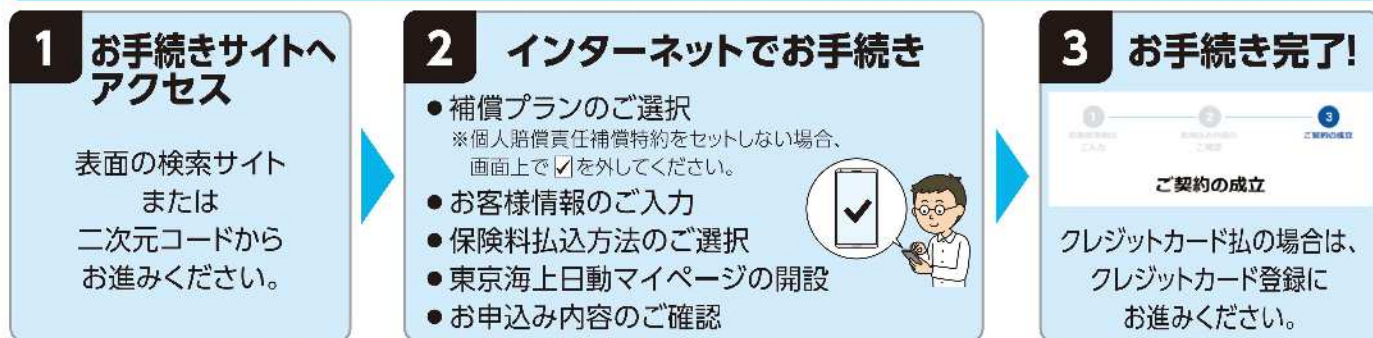 1 お手続きサイトへ
アクセス
表面の検索サイト
または
二次元コードから
お進みください。
2 インターネットでお手続き
●補償プランのご選択
※個人賠償責任補償特約をセットしない場合、
画面上で☑を外してください。
●お客様情報のご入力
●保険料払込方法のご選択
●東京海上日動マイページの開設
●お申込み内容のご確認
3 お手続き完了!
1 2 3
ご契約の成立
ご契約の成立
クレジットカード払の場合は、
クレジットカード登録に
お進みください。